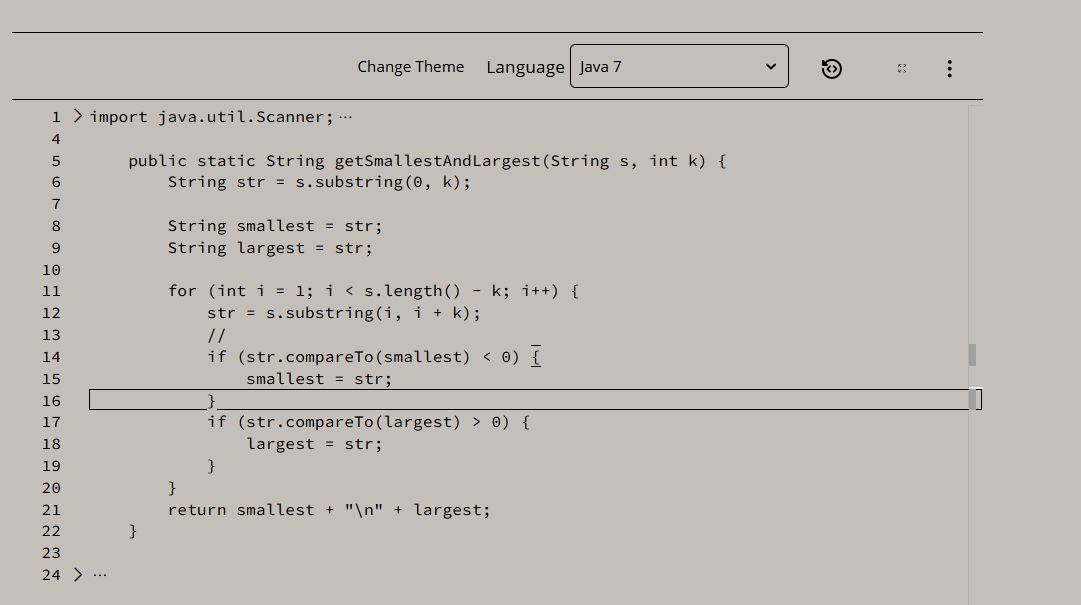 Change Theme Language Java 7
1 import java.util.Scanner; ...
4
5 public static String getSmallestAndLargest(String s, int k) {
6 String str = s.substring(0, k);
7
8 String smallest = str;
9 String largest = str;
10
11 for (int i = 1; i < s.length() - k; i++) {
12 str = s.substring(i, i + k);
13 //
14 if (str.compareTo(smallest) < 0) {
15 smallest = str;
16 }
17 if (str.compareTo(largest) > 0) {
18 largest = str;
19 }
20 }
21 return smallest + "\n" + largest;
22 }
23
24 ...